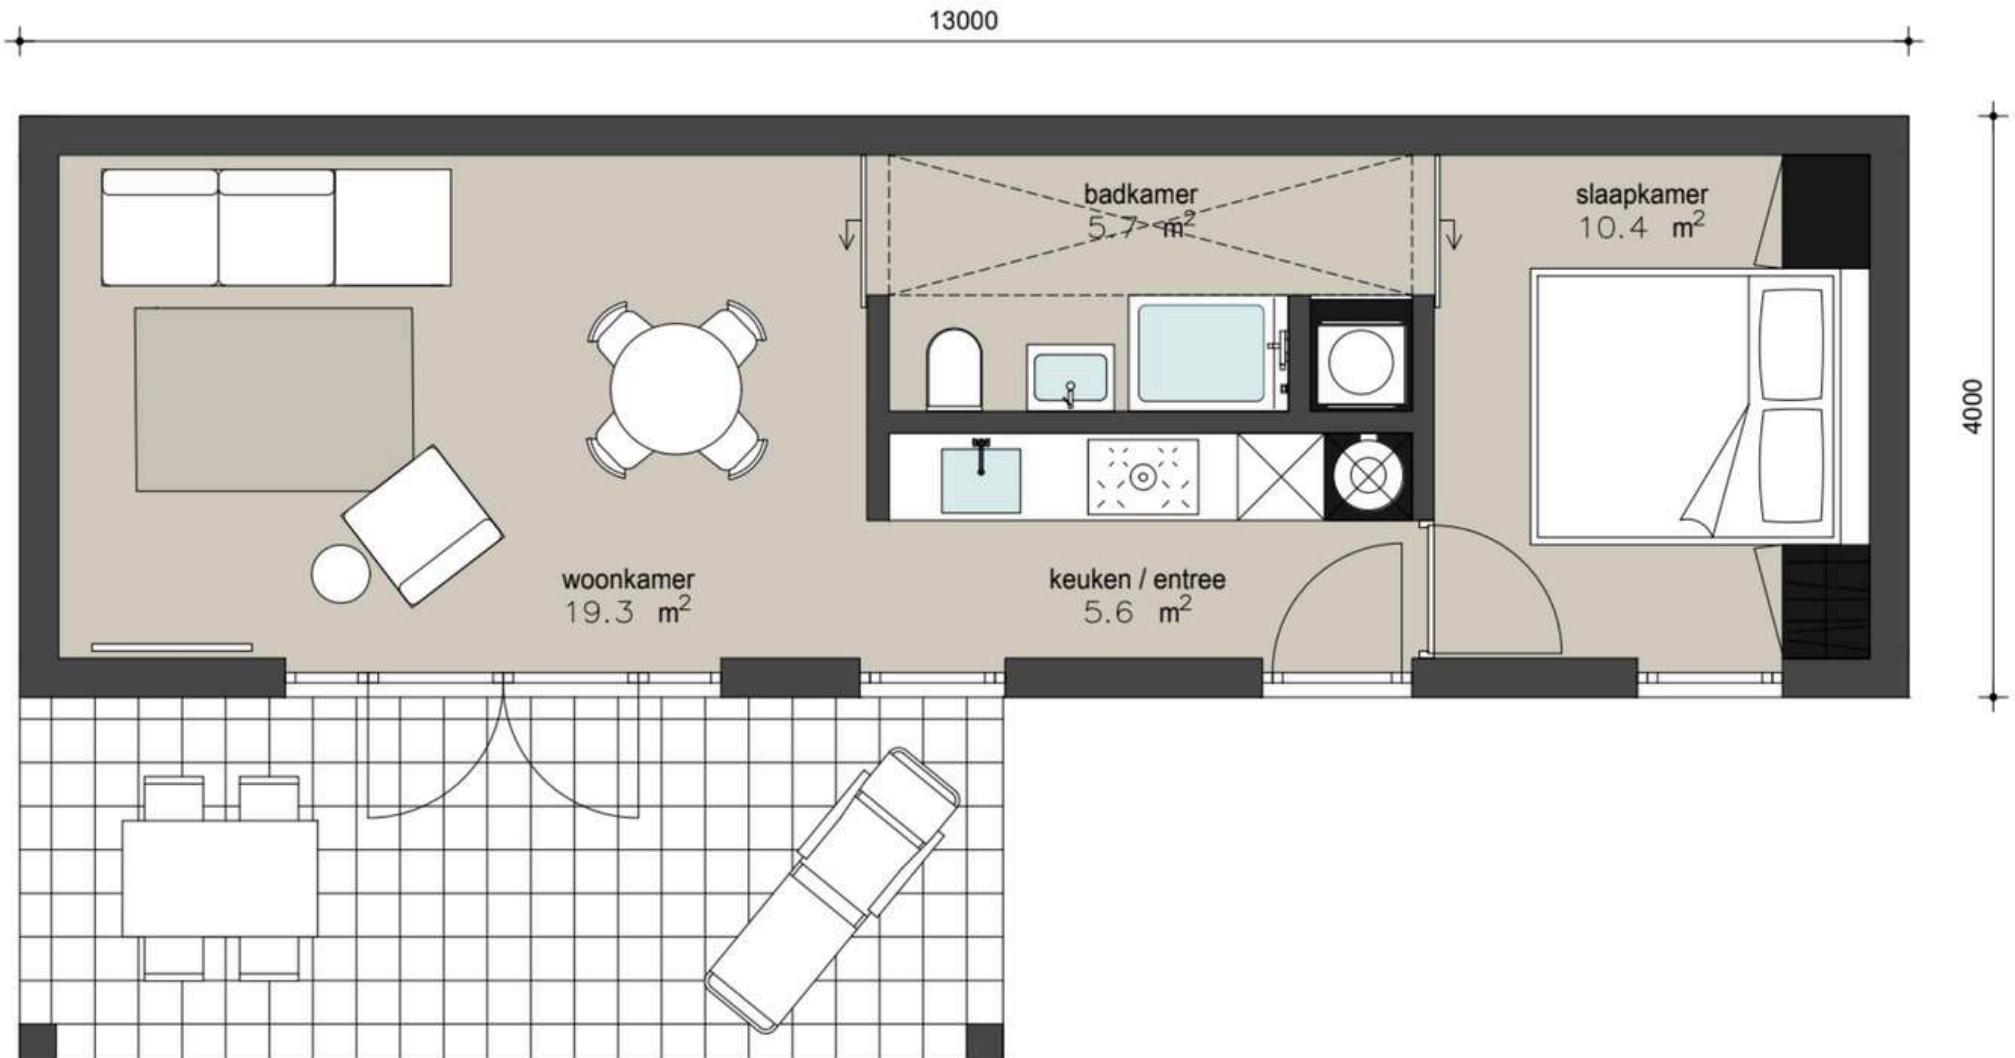 13000
badkamer
5.7 m²
slaapkamer
10.4 m²
4000
woonkamer
19.3 m²
keuken / entree
5.6 m²